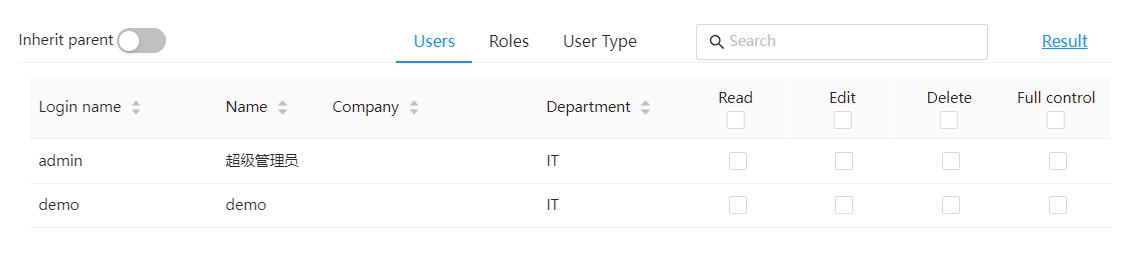 Inherit parent Users Roles User Type Search Result
Login name Name Company Department Read Edit Delete Full control
admin 超级管理员 IT
demo demo IT